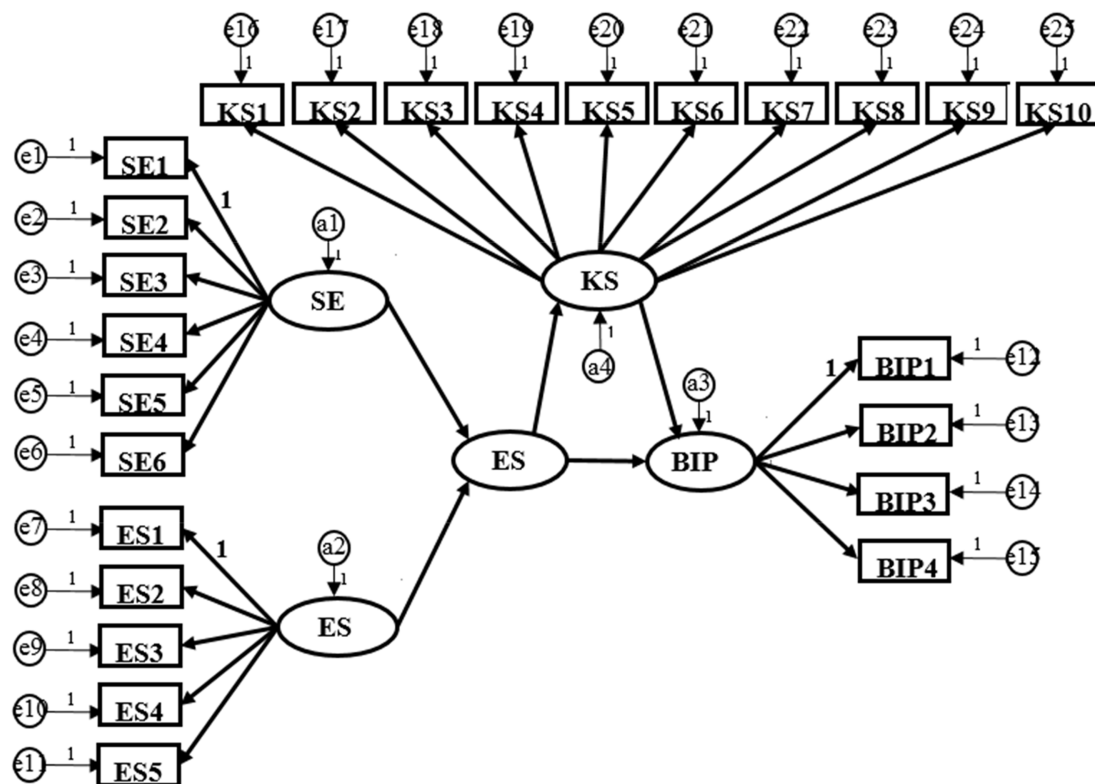 e16 e17 e18 e19 e20 e21 e22 e23 e24 e25
1 1 1 1 1 1 1 1 1 1
KS1 KS2 KS3 KS4 KS5 KS6 KS7 KS8 KS9 KS10
e1 1 SE1
1
e2 1 SE2
a1
1
e3 1 SE3
SE
KS
e4 1 SE4
1
a4
e5 1 SE5
a3
1
1 BIP1 1 e12
e6 1 SE6
ES
BIP
BIP2 1 e13
BIP3 1 e14
e7 1 ES1
1
a2
1
BIP4 1 e15
e8 1 ES2
ES
e9 1 ES3
e10 1 ES4
e11 1 ES5